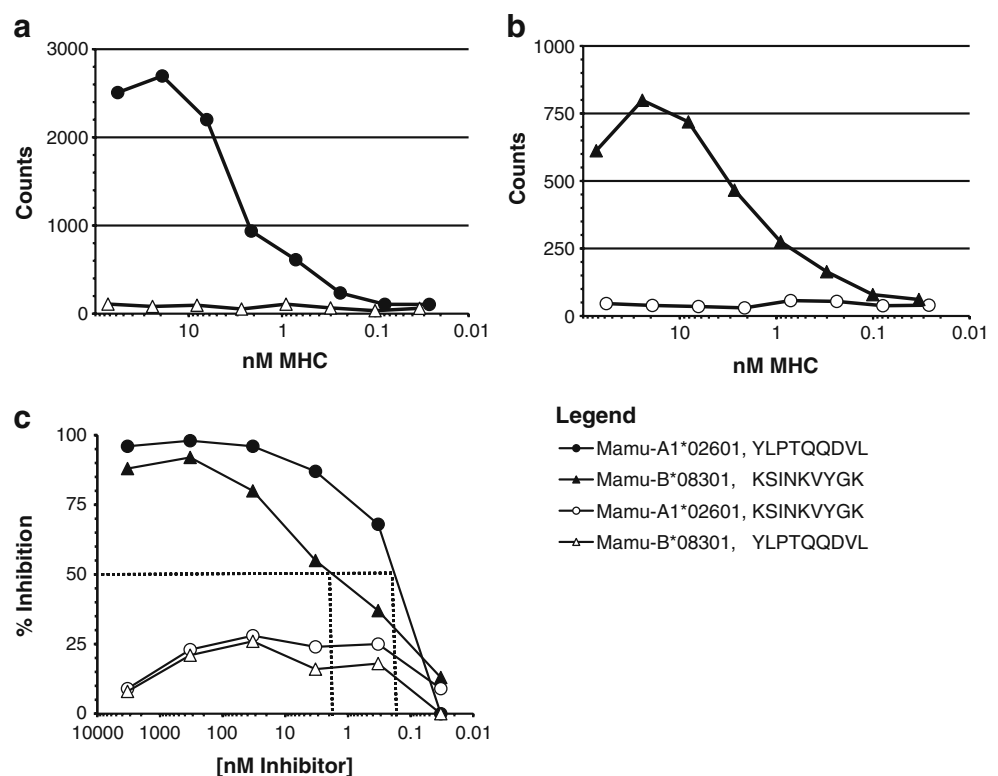 a
3000
2000
1000
0
Counts
10
1
0.1
0.01
nM MHC
b
1000
750
500
250
0
Counts
10
1
0.1
0.01
nM MHC
c
100
75
50
25
0
% Inhibition
10000 1000 100 10 1 0.1 0.01
[nM Inhibitor]
Legend
Mamu-A1*02601, YLPTQQDVL
Mamu-B*08301, KSINKVYGK
Mamu-A1*02601, KSINKVYGK
Mamu-B*08301, YLPTQQDVL